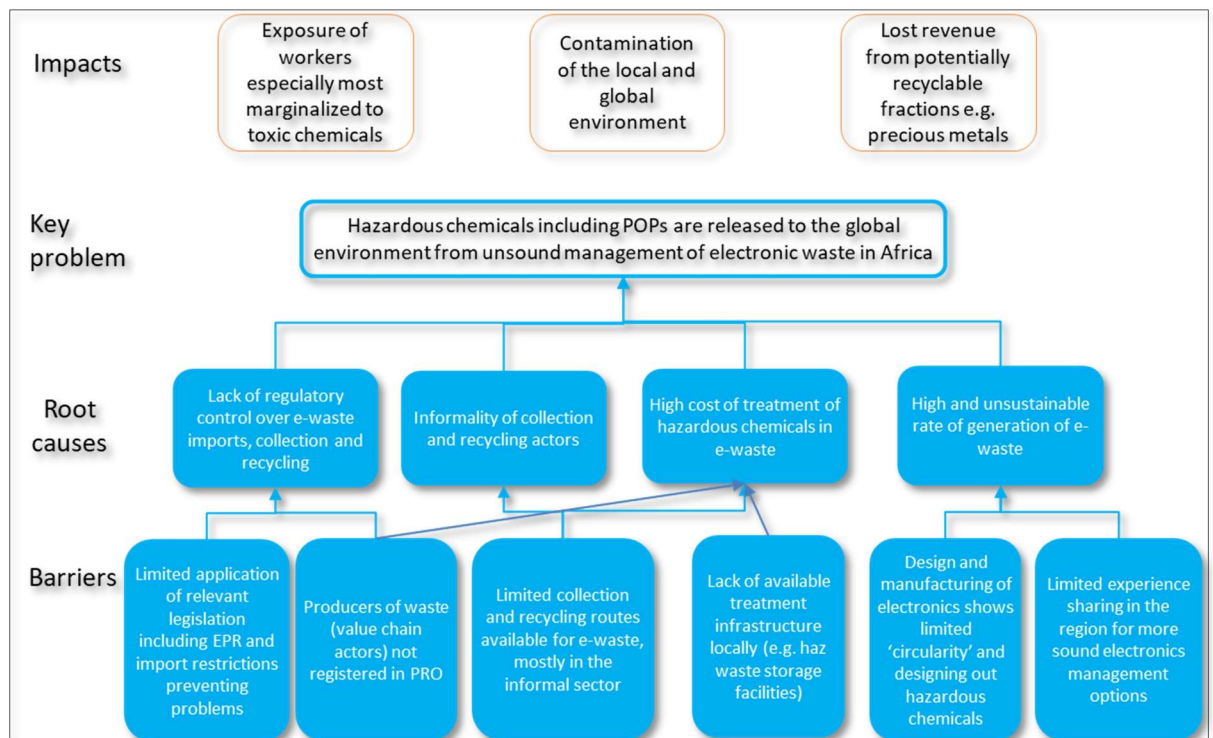 Impacts
Exposure of
workers
especially most
marginalized to
toxic chemicals
Contamination
of the local and
global
environment
Lost revenue
from potentially
recyclable
fractions e.g.
precious metals
Key
problem
Hazardous chemicals including POPs are released to the global
environment from unsound management of electronic waste in Africa
Root
causes
Lack of regulatory
control over e-waste
imports, collection and
recycling
Informality of collection
and recycling actors
High cost of treatment of
hazardous chemicals in
e-waste
High and unsustainable
rate of generation of e-
waste
Barriers
Limited application
of relevant
legislation
including EPR and
import restrictions
preventing
problems
Producers of waste
(value chain
actors) not
registered in PRO
Limited collection
and recycling routes
available for e-waste,
mostly in the
informal sector
Lack of available
treatment
infrastructure
locally (e.g. haz
waste storage
facilities)
Design and
manufacturing of
electronics shows
limited
‘circularity’ and
designing out
hazardous
chemicals
Limited experience
sharing in the
region for more
sound electronics
management
options